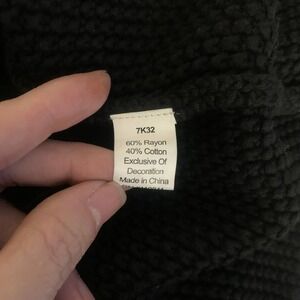 7K32
60% Rayon
40% Cotton
Exclusive Of
Decoration
Made in China